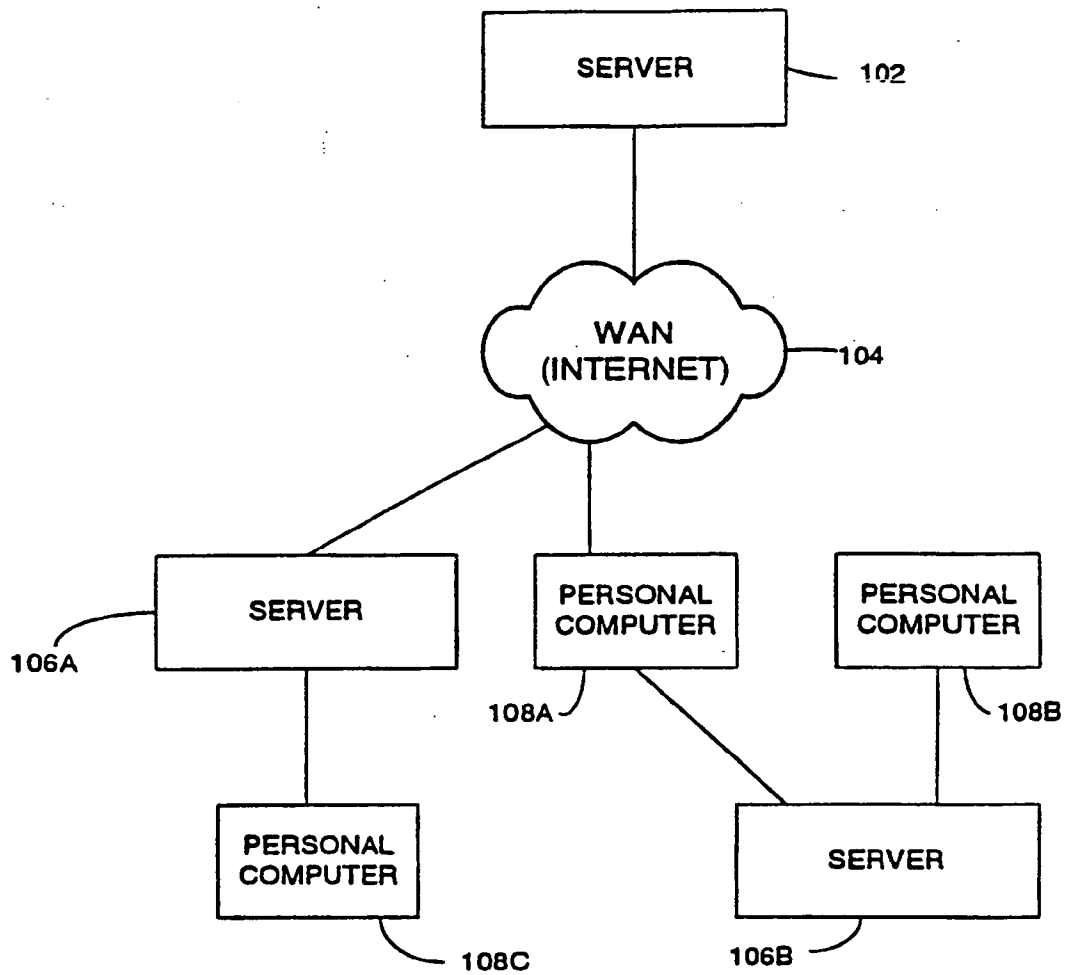 SERVER
102
WAN
(INTERNET)
104
SERVER
106A
PERSONAL
COMPUTER
108A
PERSONAL
COMPUTER
108B
PERSONAL
COMPUTER
108C
SERVER
106B